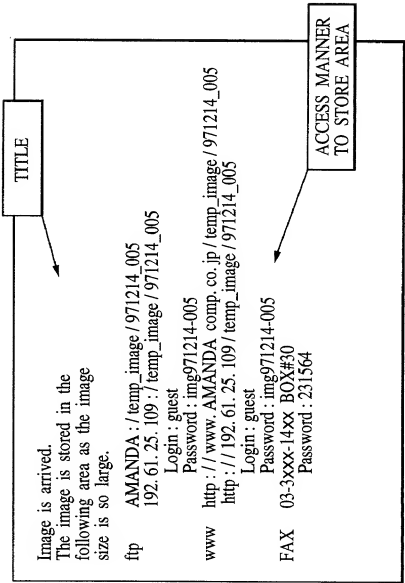 TITLE
Image is arrived.
The image is stored in the
following area as the image
size is so large.
ftp AMANDA : / temp_image / 971214_005
192. 61. 25. 109 : / temp_image / 971214_005
Login : guest
Password : img971214-005
www http : // www. AMANDA comp. co. jp / temp_image / 971214_005
http : // 192. 61. 25. 109 / temp_image / 971214_005
Login : guest
Password : img971214-005
FAX 03-3xxx-14xx BOX#30
Password : 231564
ACCESS MANNER
TO STORE AREA